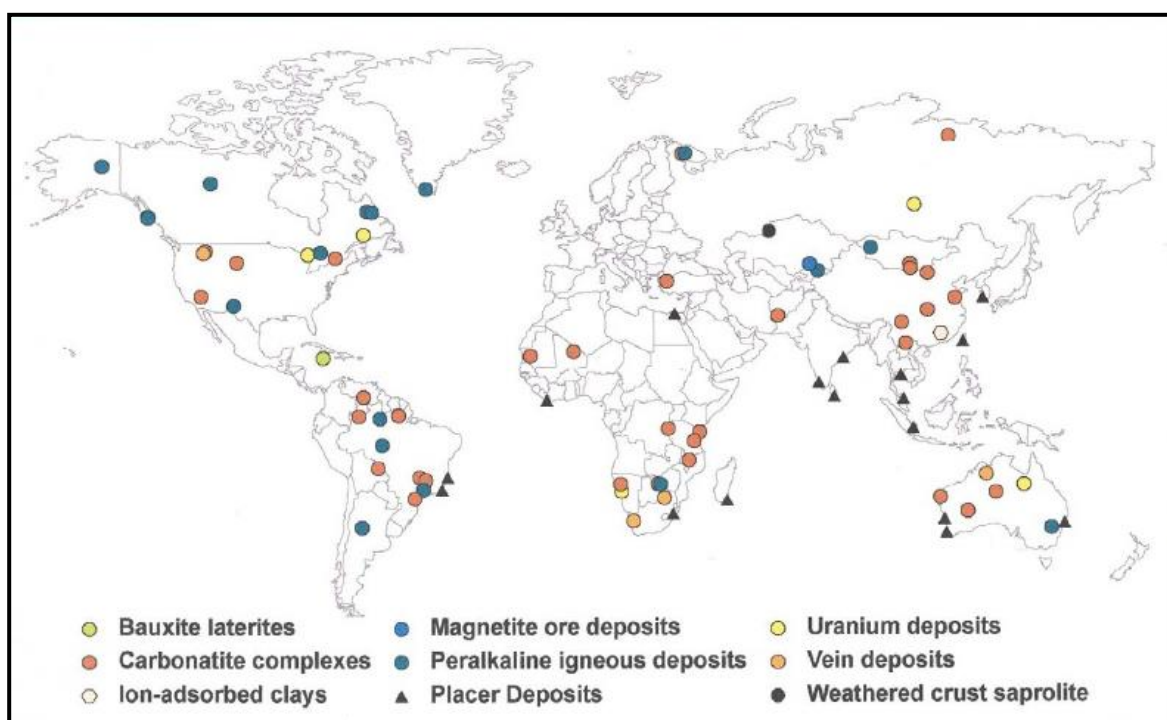 Bauxite laterites
Magnetite ore deposits
Uranium deposits
Carbonatite complexes
Peralkaline igneous deposits
Vein deposits
Ion-adsorbed clays
Placer Deposits
Weathered crust saprolite